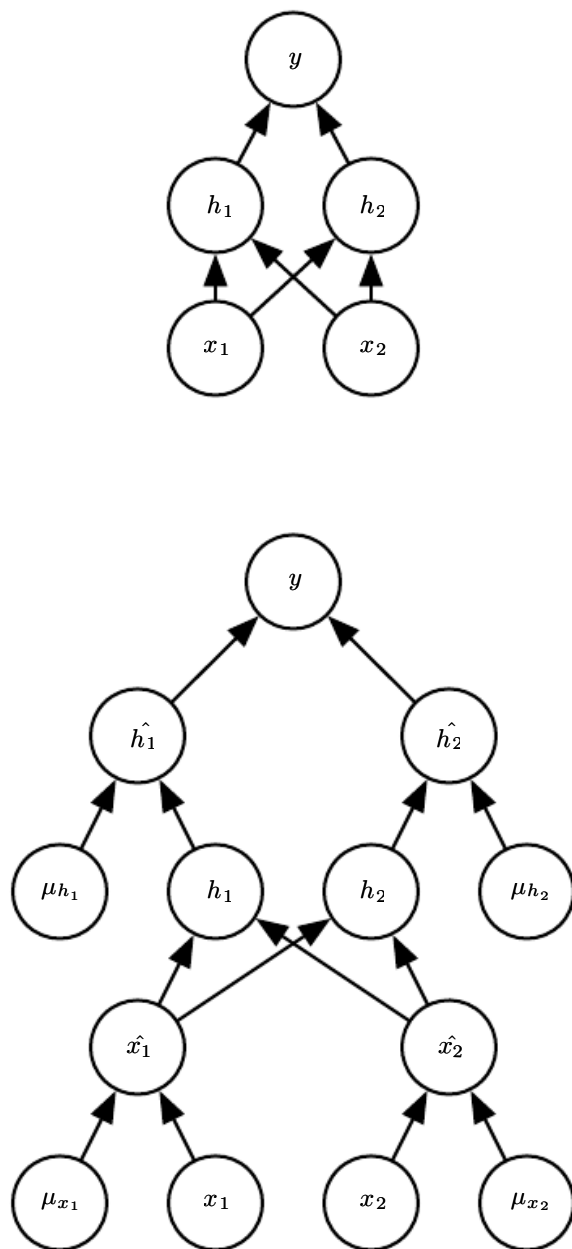 y
h₁ h₂
x₁ x₂
y
ĥ₁ ĥ₂
μₕ₁ h₁ h₂ μₕ₂
x̂₁ x̂₂
μₓ₁ x₁ x₂ μₓ₂